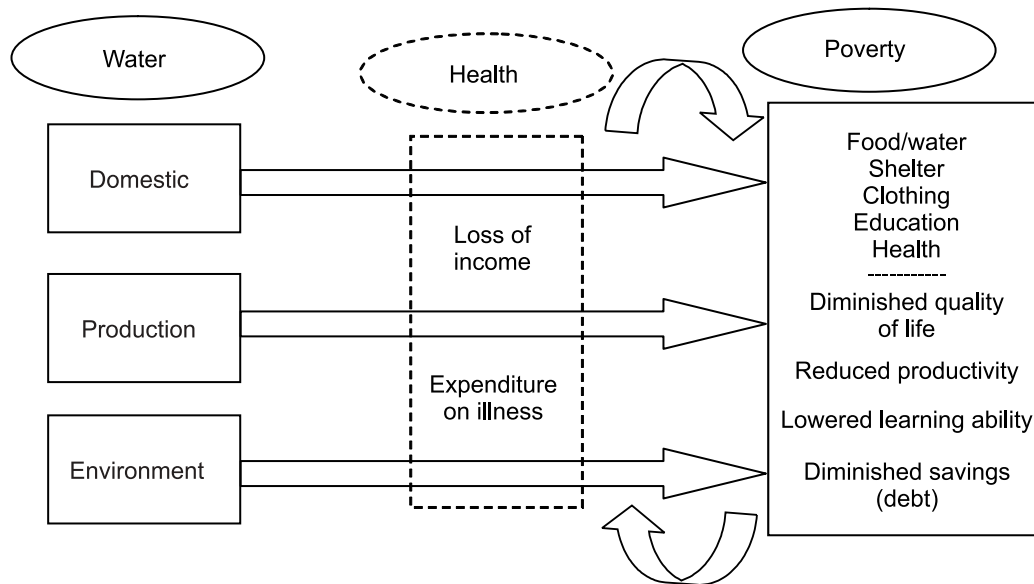 Water
Health
Poverty
Domestic
Production
Environment
Loss of
income
Expenditure
on illness
Food/water
Shelter
Clothing
Education
Health
-----------
Diminished quality
of life
Reduced productivity
Lowered learning ability
Diminished savings
(debt)